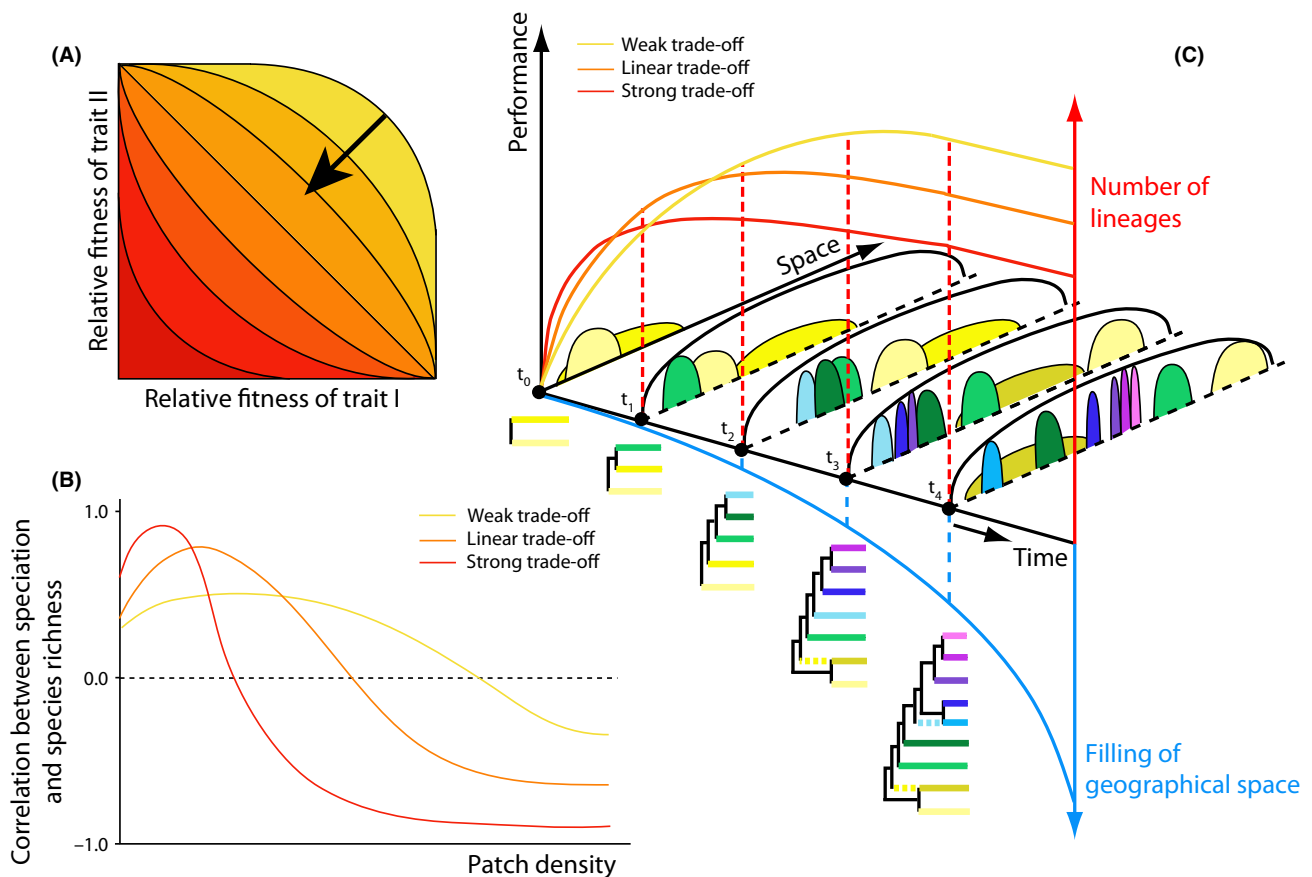 (A)
Relative fitness of trait II
Relative fitness of trait I
(B)
1.0
0.0
−1.0
Correlation between speciation
and species richness
Weak trade-off
Linear trade-off
Strong trade-off
Patch density
(C)
Performance
Weak trade-off
Linear trade-off
Strong trade-off
Number of
lineages
Space
t0
t1
t2
t3
t4
Time
Filling of
geographical space